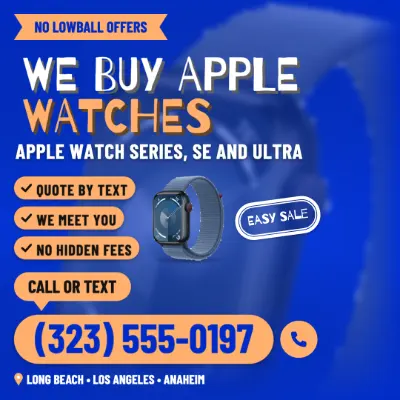 NO LOWBALL OFFERS
WE BUY APPLE
WATCHES
APPLE WATCH SERIES, SE AND ULTRA
QUOTE BY TEXT
WE MEET YOU
NO HIDDEN FEES
EASY SALE
CALL OR TEXT
(323) 555-0197
LONG BEACH • LOS ANGELES • ANAHEIM